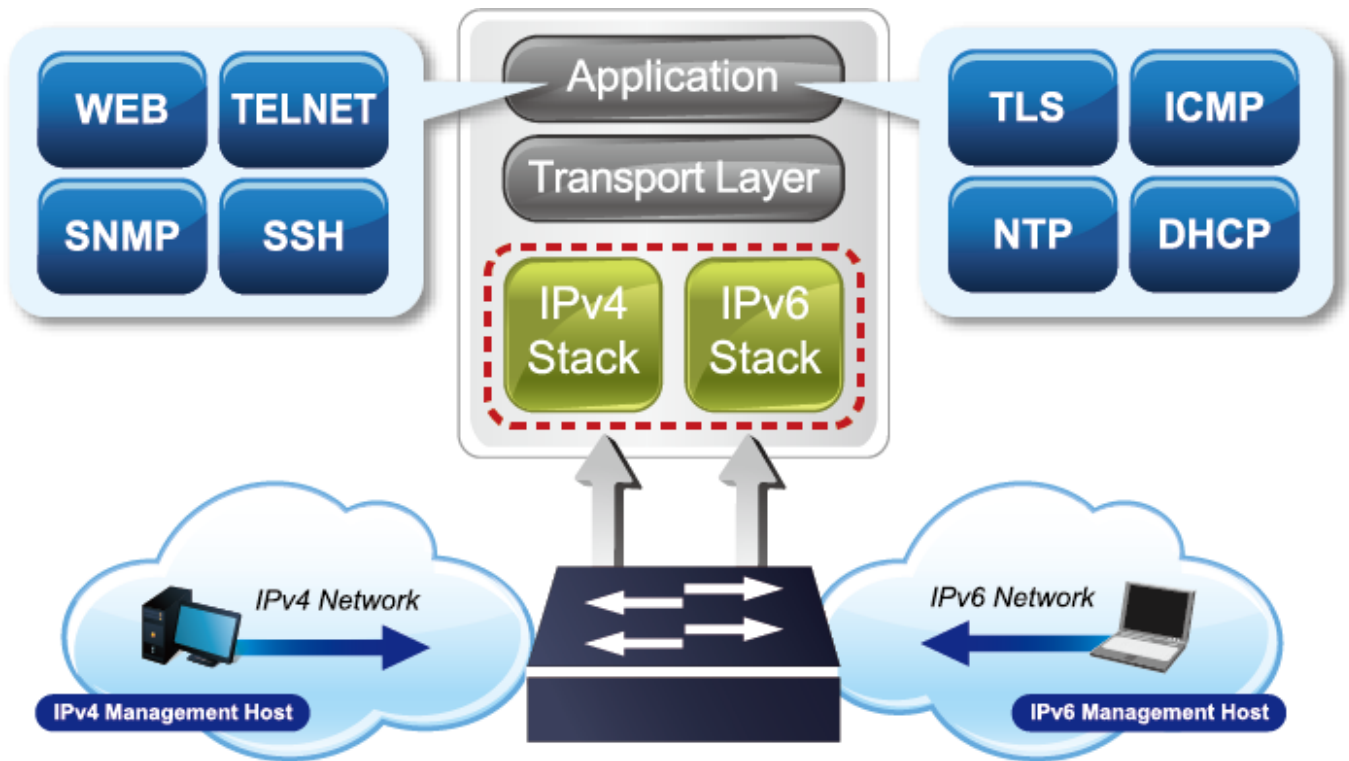 WEB
TELNET
SNMP
SSH
Application
Transport Layer
IPv4
Stack
IPv6
Stack
TLS
ICMP
NTP
DHCP
IPv4 Network
IPv4 Management Host
IPv6 Network
IPv6 Management Host